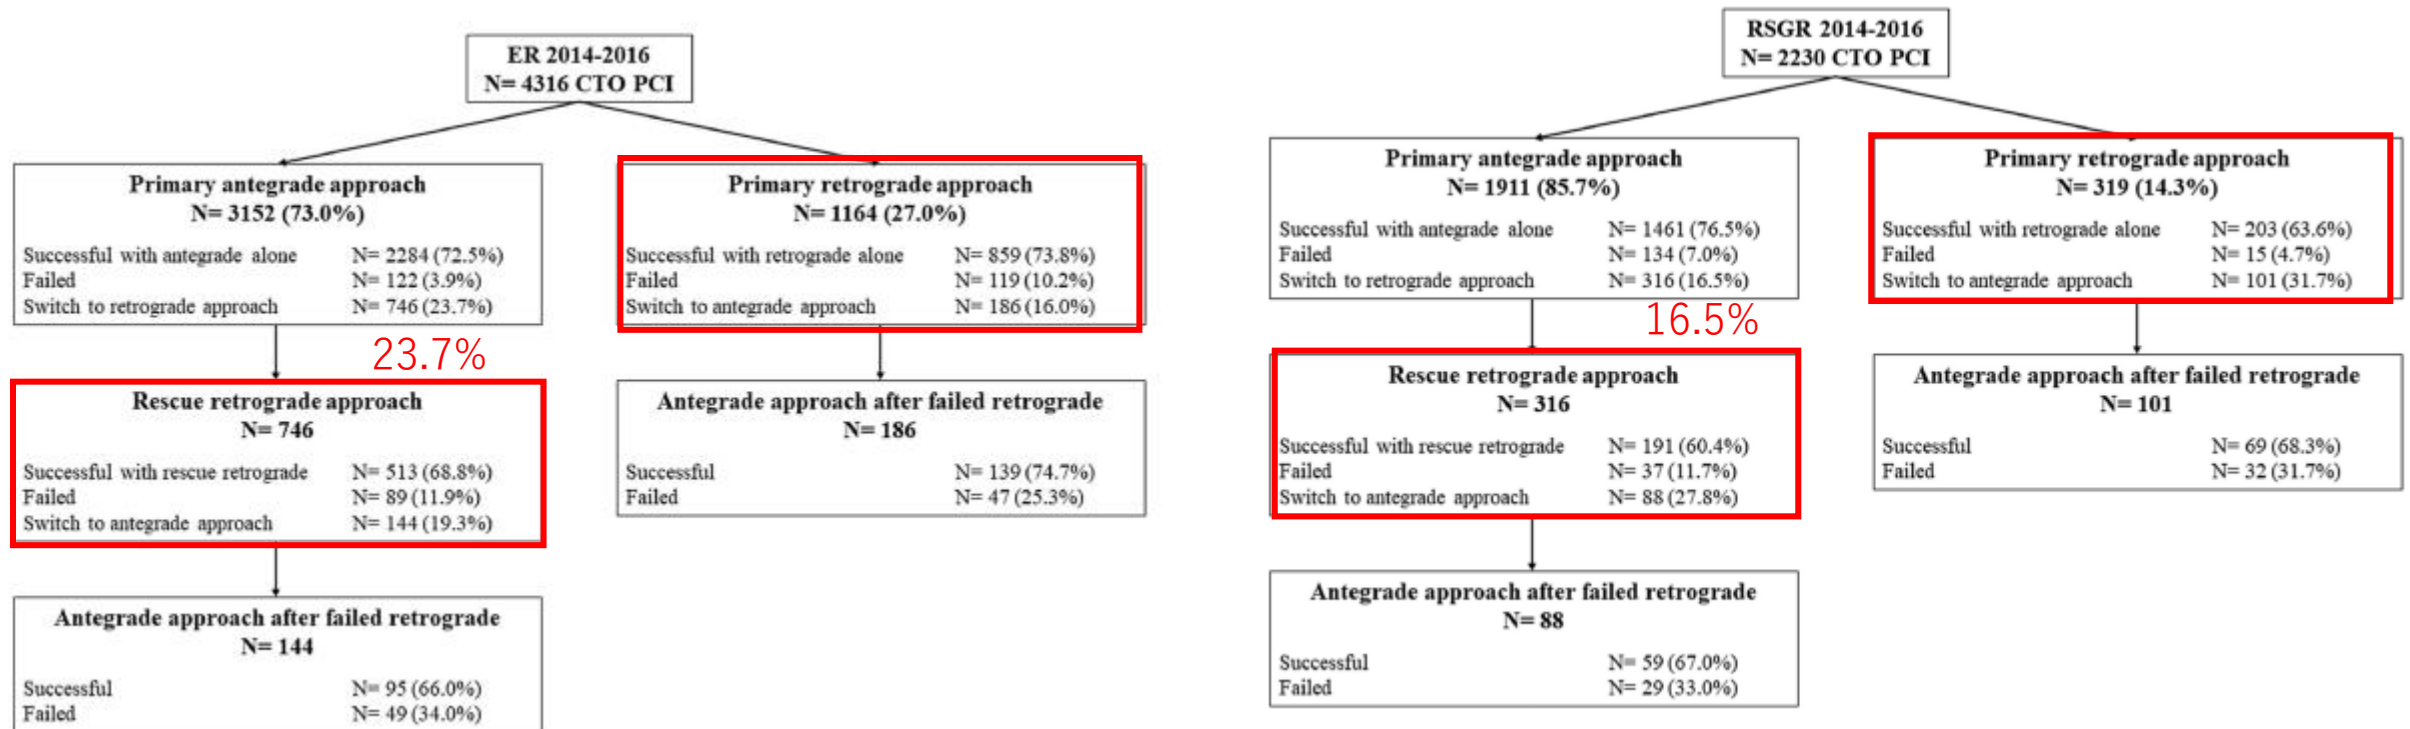 ER 2014-2016
N= 4316 CTO PCI
Primary antegrade approach
N= 3152 (73.0%)
Successful with antegrade alone N= 2284 (72.5%)
Failed N= 122 (3.9%)
Switch to retrograde approach N= 746 (23.7%)
23.7%
Rescue retrograde approach
N= 746
Successful with rescue retrograde N= 513 (68.8%)
Failed N= 89 (11.9%)
Switch to antegrade approach N= 144 (19.3%)
Antegrade approach after failed retrograde
N= 144
Successful N= 95 (66.0%)
Failed N= 49 (34.0%)
Primary retrograde approach
N= 1164 (27.0%)
Successful with retrograde alone N= 859 (73.8%)
Failed N= 119 (10.2%)
Switch to antegrade approach N= 186 (16.0%)
Antegrade approach after failed retrograde
N= 186
Successful N= 139 (74.7%)
Failed N= 47 (25.3%)
RSGR 2014-2016
N= 2230 CTO PCI
Primary antegrade approach
N= 1911 (85.7%)
Successful with antegrade alone N= 1461 (76.5%)
Failed N= 134 (7.0%)
Switch to retrograde approach N= 316 (16.5%)
16.5%
Rescue retrograde approach
N= 316
Successful with rescue retrograde N= 191 (60.4%)
Failed N= 37 (11.7%)
Switch to antegrade approach N= 88 (27.8%)
Antegrade approach after failed retrograde
N= 88
Successful N= 59 (67.0%)
Failed N= 29 (33.0%)
Primary retrograde approach
N= 319 (14.3%)
Successful with retrograde alone N= 203 (63.6%)
Failed N= 15 (4.7%)
Switch to antegrade approach N= 101 (31.7%)
Antegrade approach after failed retrograde
N= 101
Successful N= 69 (68.3%)
Failed N= 32 (31.7%)